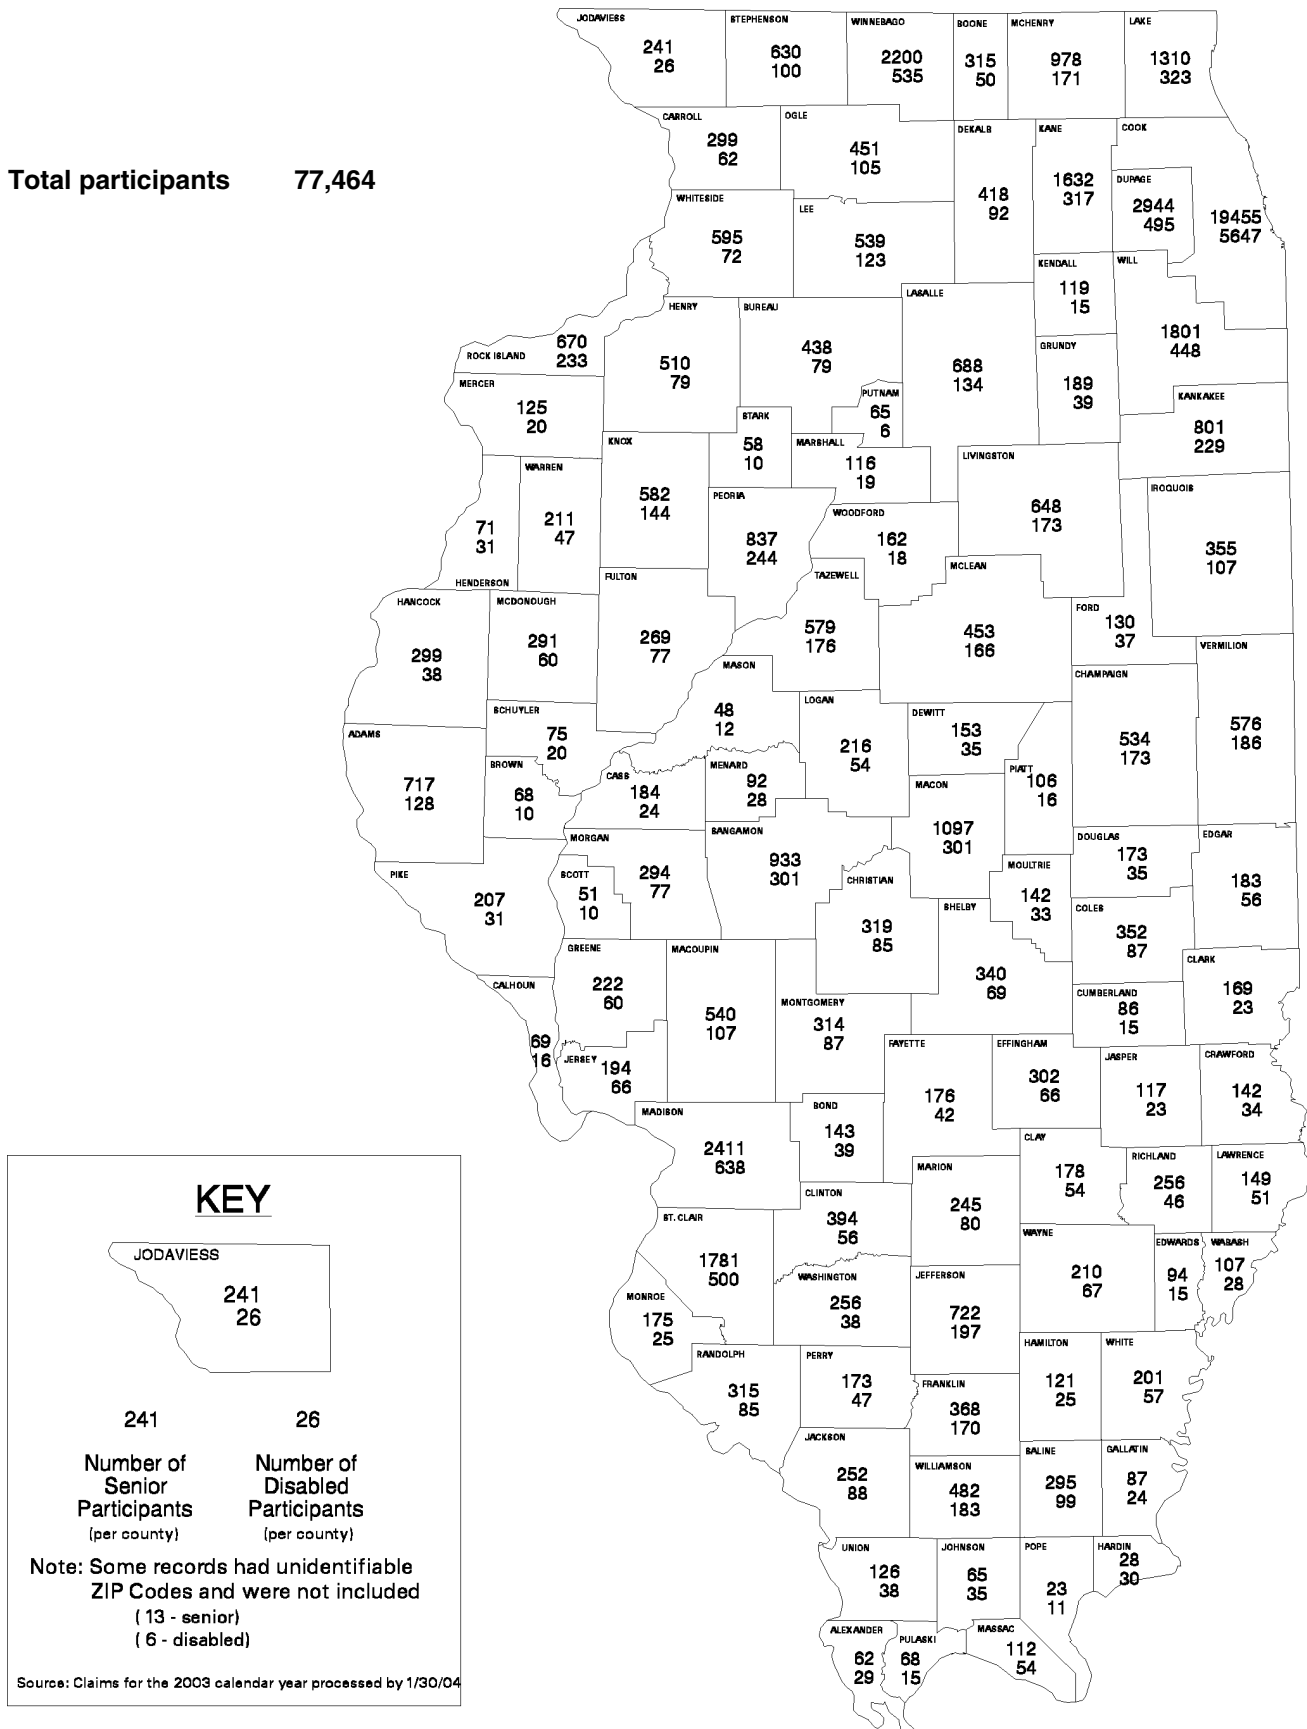 Total participants 77,464
JODAVIESS
241
26
STEPHENSON
630
100
WINNEBAGO
2200
535
BOONE
315
50
MCHENRY
978
171
LAKE
1310
323
CARROLL
299
62
OGLE
451
105
DEKALB
418
92
KANE
1632
317
COOK
19455
5647
DUPAGE
2944
495
WHITESIDE
595
72
LEE
539
123
KENDALL
119
15
WILL
1801
448
LASALLE
688
134
HENRY
510
79
BUREAU
438
79
ROCK ISLAND
670
233
GRUNDY
189
39
MERCER
125
20
PUTNAM
65
6
KANKAKEE
801
229
STARK
58
10
KNOX
582
144
MARSHALL
116
19
LIVINGSTON
648
173
WARREN
211
47
PEORIA
837
244
IROQUOIS
355
107
WOODFORD
162
18
71
31
HENDERSON
FULTON
269
77
TAZEWELL
579
176
MCLEAN
453
166
HANCOCK
299
38
MCDONOUGH
291
60
FORD
130
37
VERMILION
576
186
MASON
48
12
CHAMPAIGN
534
173
LOGAN
216
54
SCHUYLER
75
20
DEWITT
153
35
ADAMS
717
128
BROWN
68
10
CASS
184
24
MENARD
92
28
PIATT
106
16
MACON
1097
301
SANGAMON
933
301
MORGAN
294
77
DOUGLAS
173
35
EDGAR
183
56
PIKE
207
31
SCOTT
51
10
CHRISTIAN
319
85
MOULTRIE
142
33
SHELBY
340
69
COLES
352
87
GREENE
222
60
MACOUPIN
540
107
CLARK
169
23
CALHOUN
69
16
MONTGOMERY
314
87
CUMBERLAND
86
15
JERSEY
194
66
FAYETTE
176
42
EFFINGHAM
302
66
JASPER
117
23
CRAWFORD
142
34
MADISON
2411
638
BOND
143
39
CLAY
178
54
RICHLAND
256
46
LAWRENCE
149
51
MARION
245
80
CLINTON
394
56
ST. CLAIR
1781
500
WAYNE
210
67
EDWARDS
94
15
WABASH
107
28
WASHINGTON
256
38
JEFFERSON
722
197
MONROE
175
25
RANDOLPH
315
85
PERRY
173
47
HAMILTON
121
25
WHITE
201
57
FRANKLIN
368
170
JACKSON
252
88
WILLIAMSON
482
183
SALINE
295
99
GALLATIN
87
24
UNION
126
38
JOHNSON
65
35
POPE
23
11
HARDIN
28
30
ALEXANDER
62
29
PULASKI
68
15
MASSAC
112
54
KEY
JODAVIESS
241
26
241 26
Number of Number of
Senior Disabled
Participants Participants
(per county) (per county)
Note: Some records had unidentifiable
ZIP Codes and were not included
( 13 - senior)
( 6 - disabled)
Source: Claims for the 2003 calendar year processed by 1/30/04